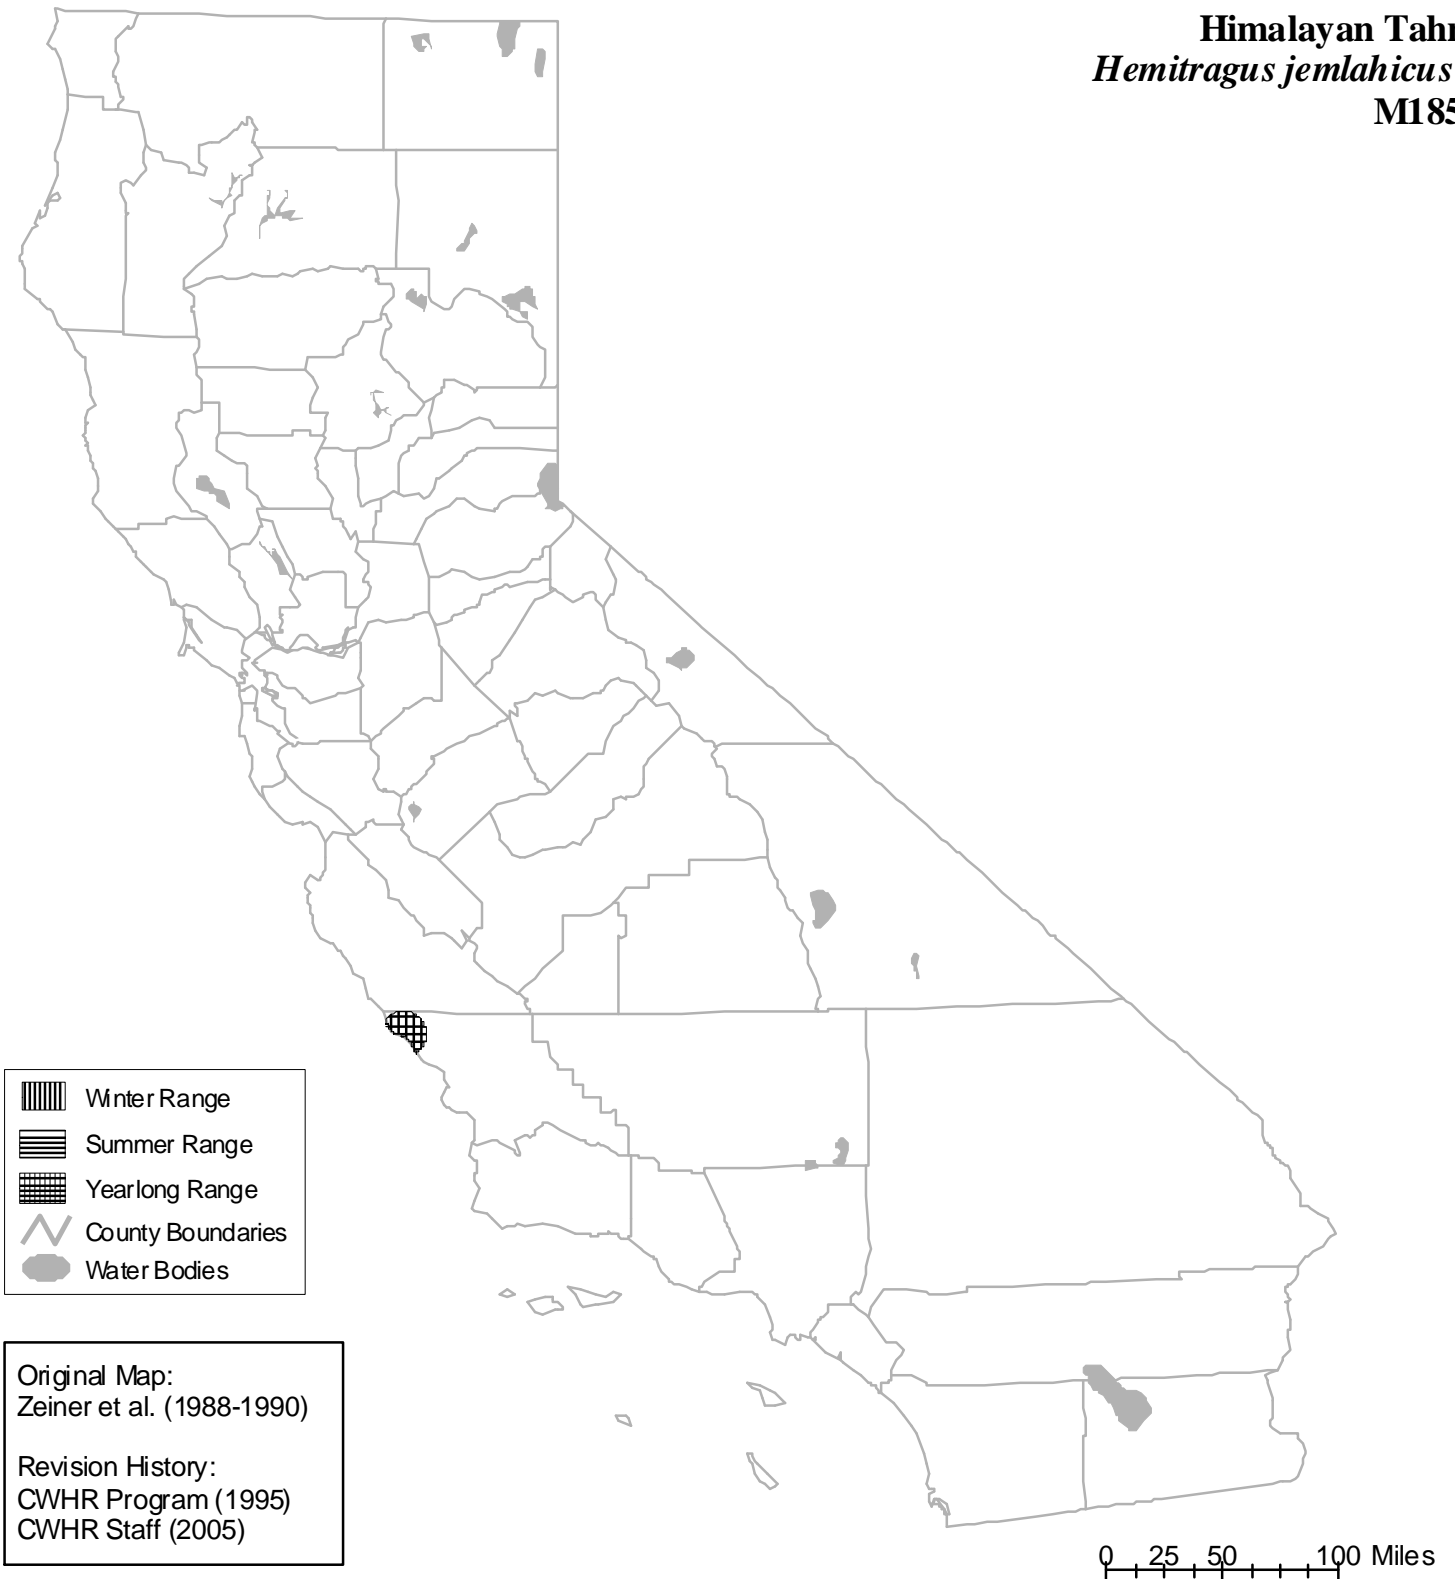 Himalayan Tahr
Hemitragus jemlahicus
M185
Winter Range
Summer Range
Yearlong Range
County Boundaries
Water Bodies
Original Map:
Zeiner et al. (1988-1990)
Revision History:
CWHR Program (1995)
CWHR Staff (2005)
0 25 50 100 Miles